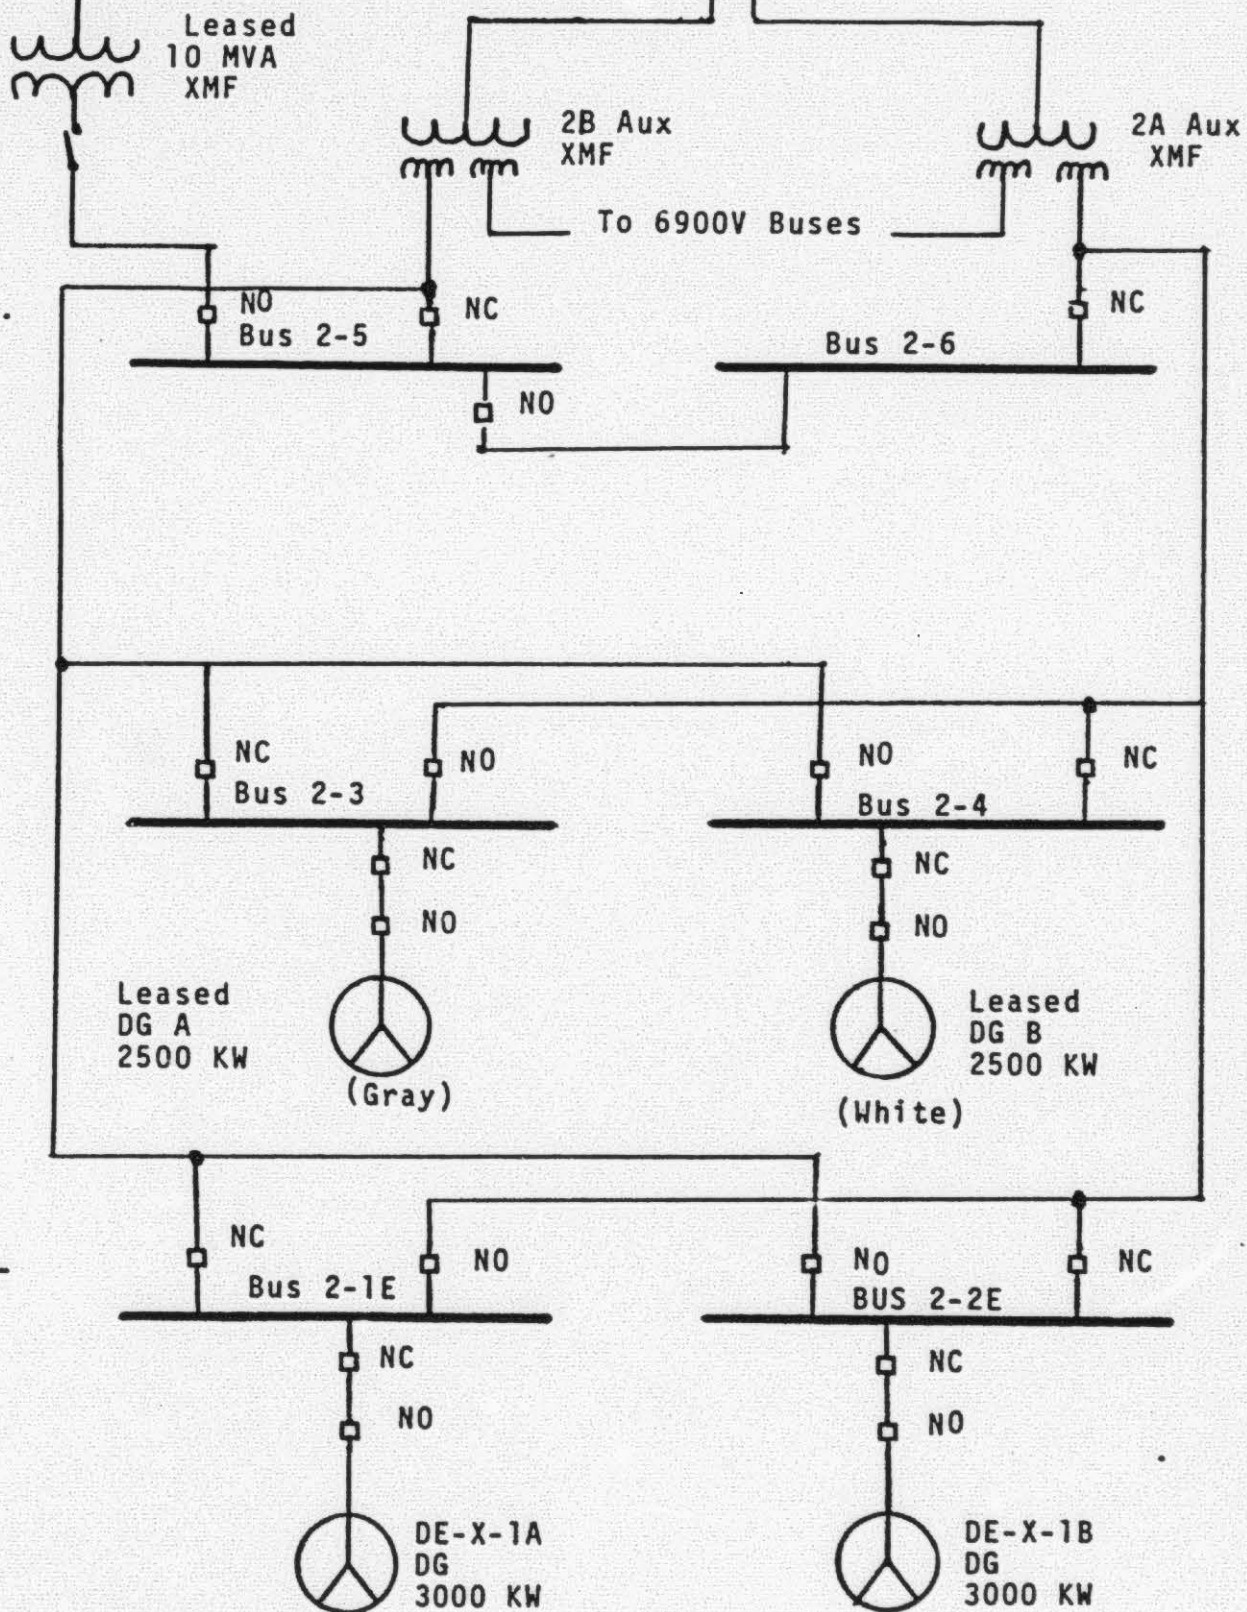 Leased
10 MVA
XMF
2B Aux
XMF
2A Aux
XMF
To 6900V Buses
NO
NC
Bus 2-5
NC
Bus 2-6
NO
NC
NO
Bus 2-3
NO
NC
Bus 2-4
NC
NO
NC
NO
Leased
DG A
2500 KW
(Gray)
Leased
DG B
2500 KW
(White)
NC
NO
Bus 2-1E
NO
NC
BUS 2-2E
NC
NO
NC
NO
DE-X-1A
DG
3000 KW
DE-X-1B
DG
3000 KW